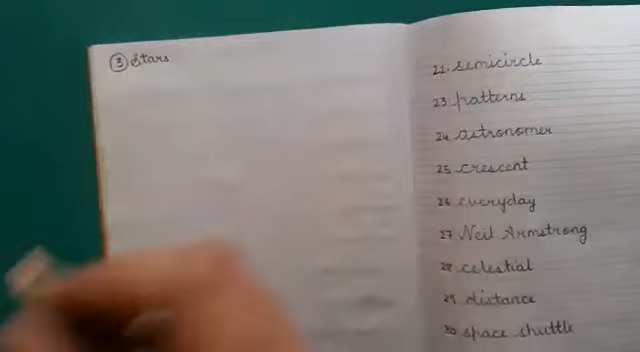 ③ Stars
22. semicircle
23 patterns
24 astronomer
25 crescent
26 everyday
27 Neil Armstrong
28 celestial
29 distance
30 space shuttle